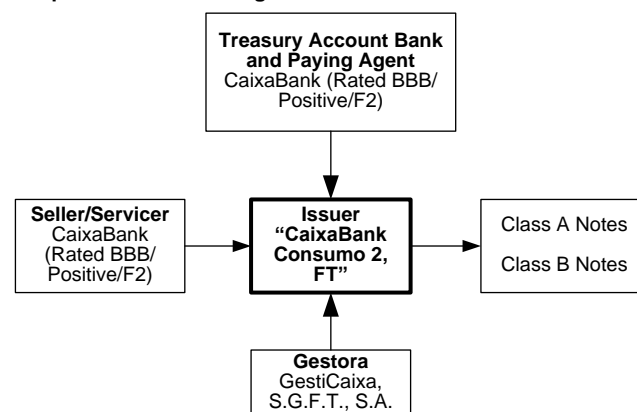 Treasury Account Bank
and Paying Agent
CaixaBank (Rated BBB/
Positive/F2)
Seller/Servicer
CaixaBank
(Rated BBB/
Positive/F2)
Issuer
“CaixaBank
Consumo 2,
FT”
Class A Notes
Class B Notes
Gestora
GestiCaixa,
S.G.F.T., S.A.